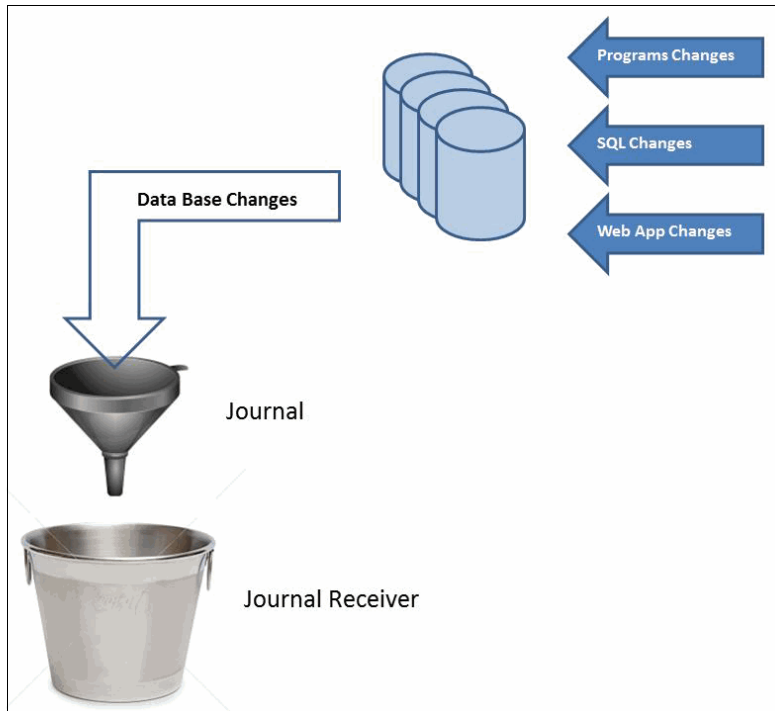 Programs Changes
SQL Changes
Web App Changes
Data Base Changes
Journal
Journal Receiver